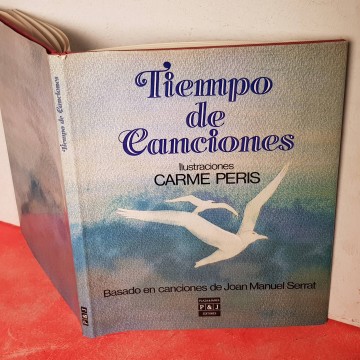 Tiempo
de
Canciones
Ilustraciones
CARME PERIS
Basado en canciones de Joan Manuel Serrat
P&J
Tiempo de Canciones